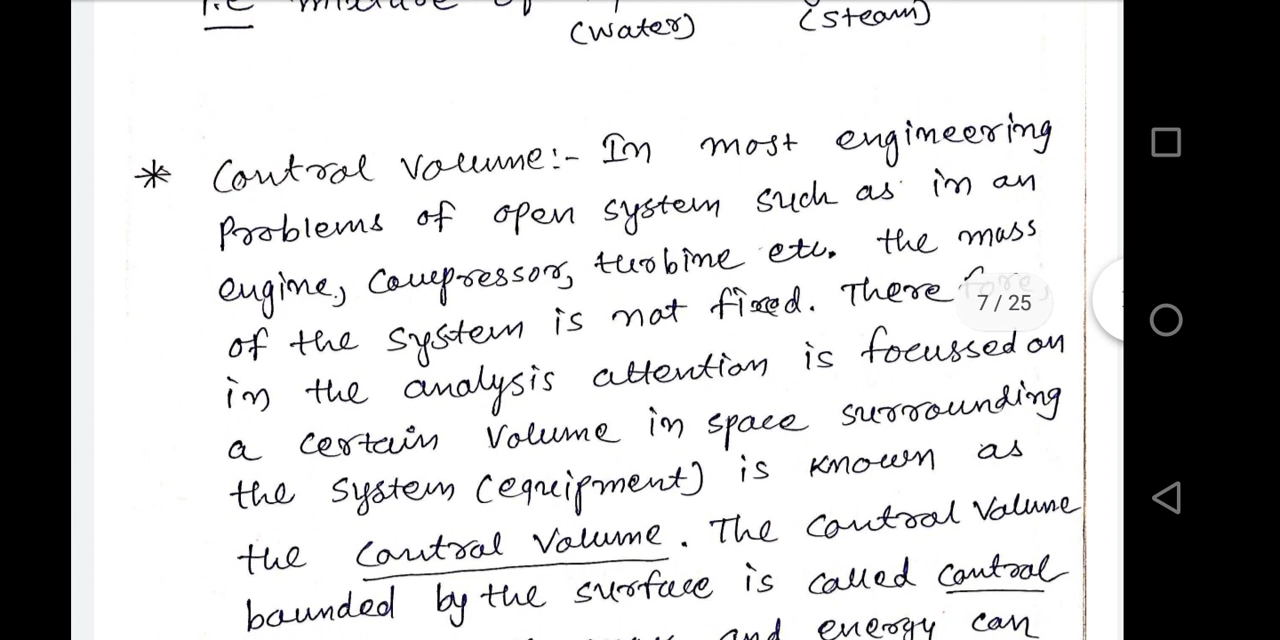 i.e
(water) (steam)
* Control Volume:- In most engineering
Problems of open system such as in an
engine, compressor, turbine etc. the mass
of the system is not fixed. Therefore,
7/25
in the analysis attention is focussed on
a certain Volume in space surrounding
the system (equipment) is known as
the Control Volume. The Control Volume
bounded by the surface is called Control
and energy can